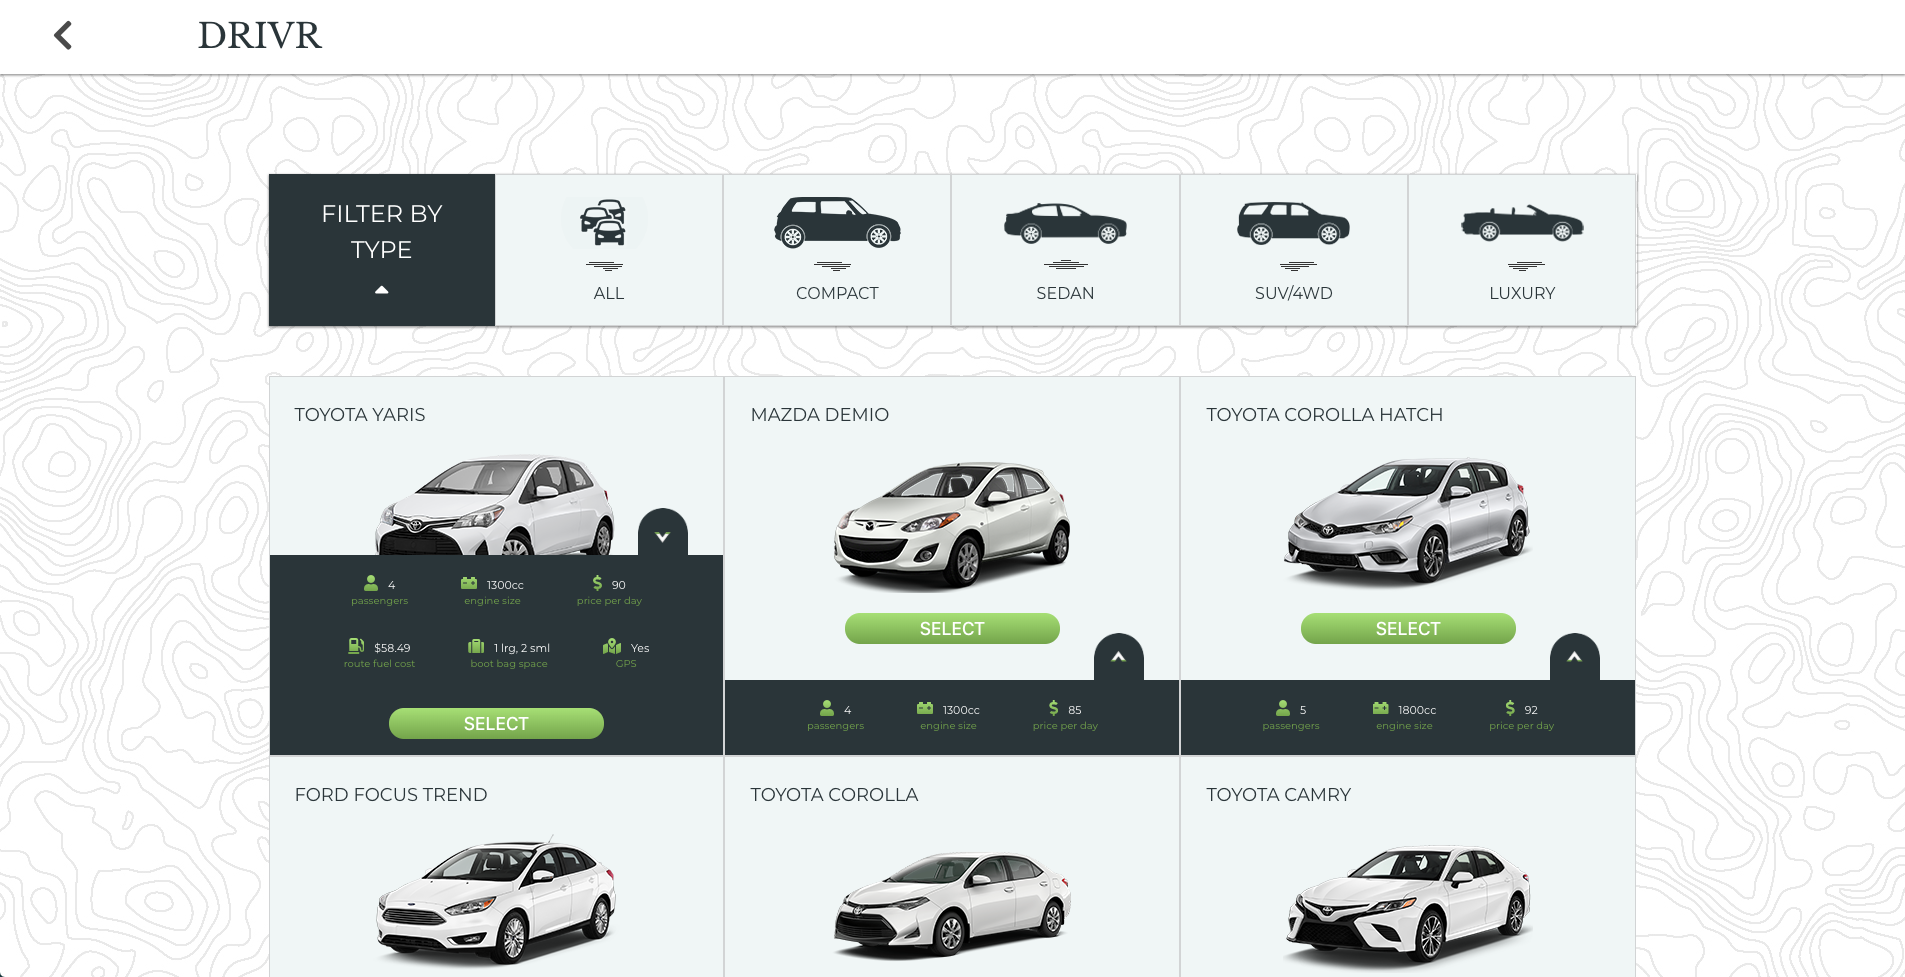 DRIVR
FILTER BY
TYPE
ALL
COMPACT
SEDAN
SUV/4WD
LUXURY
TOYOTA YARIS
4
passengers
1300cc
engine size
90
price per day
$58.49
route fuel cost
1 lrg, 2 sml
boot bag space
Yes
GPS
SELECT
MAZDA DEMIO
SELECT
4
passengers
1300cc
engine size
85
price per day
TOYOTA COROLLA HATCH
SELECT
5
passengers
1800cc
engine size
92
price per day
FORD FOCUS TREND
TOYOTA COROLLA
TOYOTA CAMRY